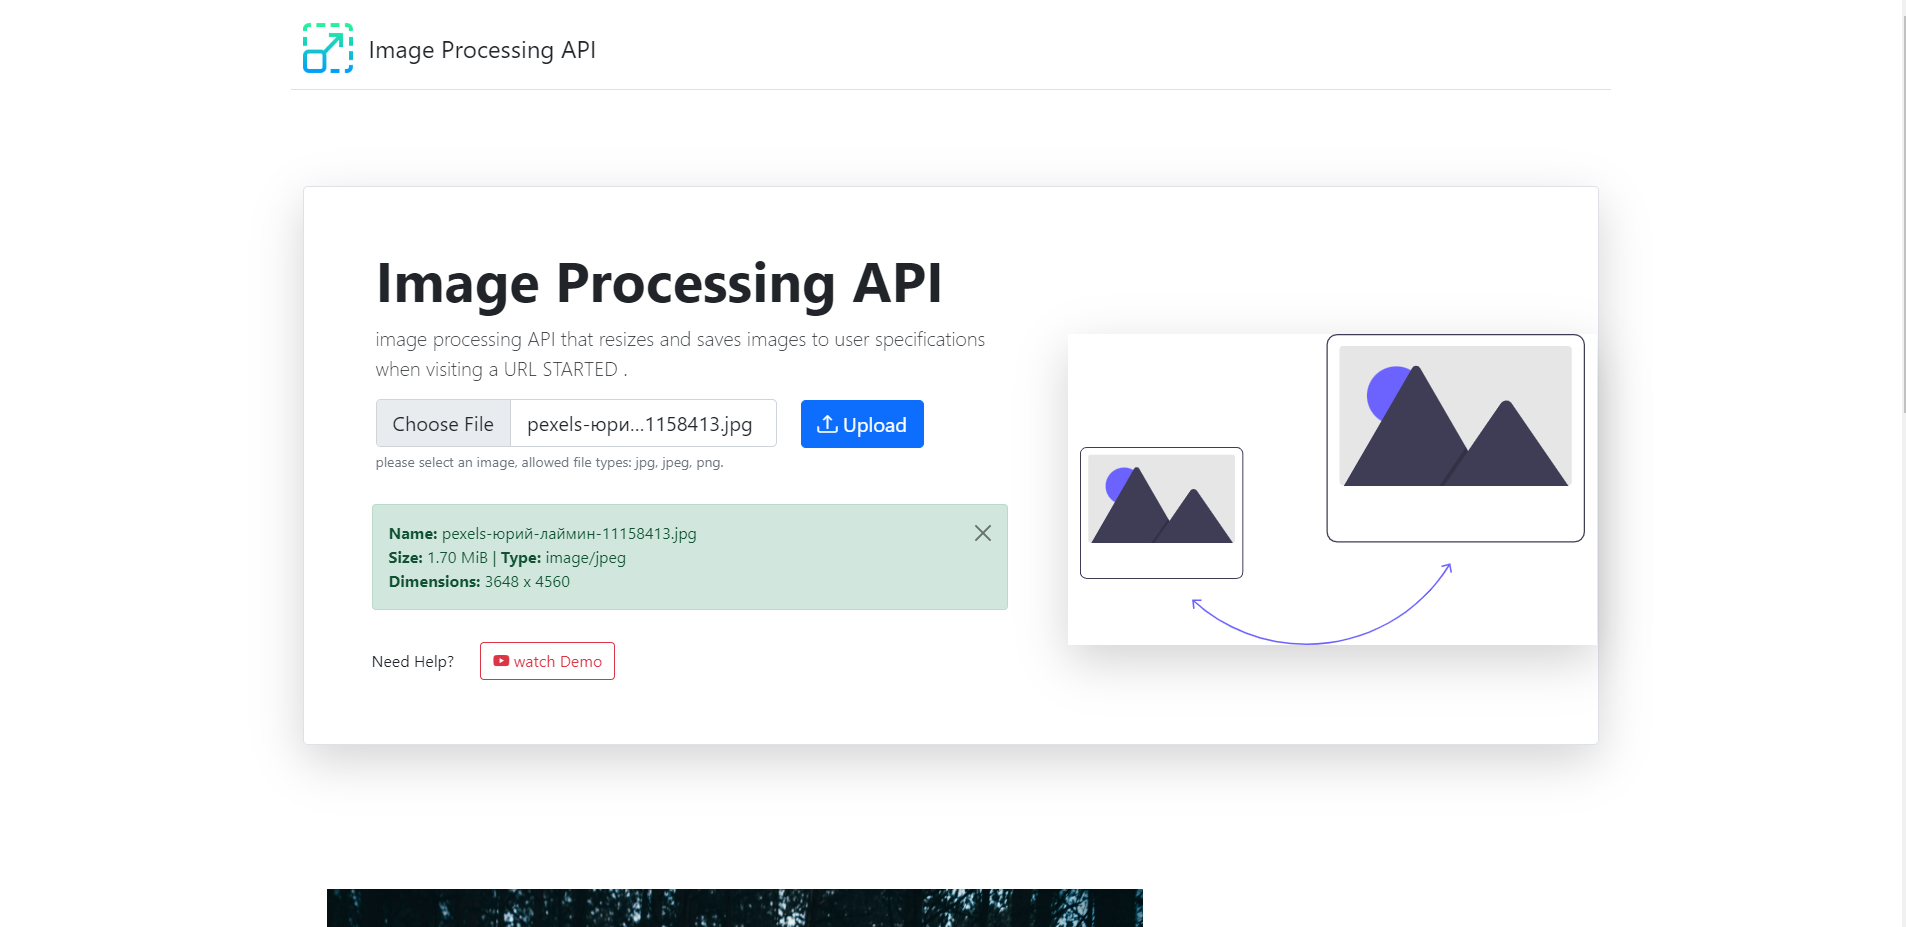 Image Processing API
Image Processing API
image processing API that resizes and saves images to user specifications
when visiting a URL STARTED .
Choose File pexels-юри...1158413.jpg Upload
please select an image, allowed file types: jpg, jpeg, png.
Name: pexels-юрий-лаймин-11158413.jpg
Size: 1.70 MiB | Type: image/jpeg
Dimensions: 3648 x 4560
Need Help? watch Demo